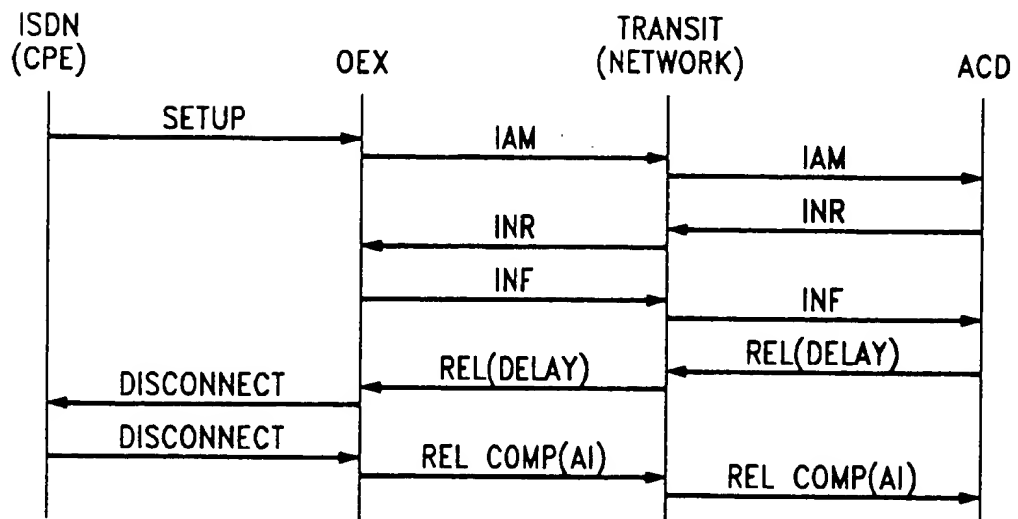 ISDN
(CPE)
OEX
TRANSIT
(NETWORK)
ACD
SETUP
IAM
IAM
INR
INR
INF
INF
REL(DELAY)
REL(DELAY)
DISCONNECT
DISCONNECT
REL COMP(AI)
REL COMP(AI)